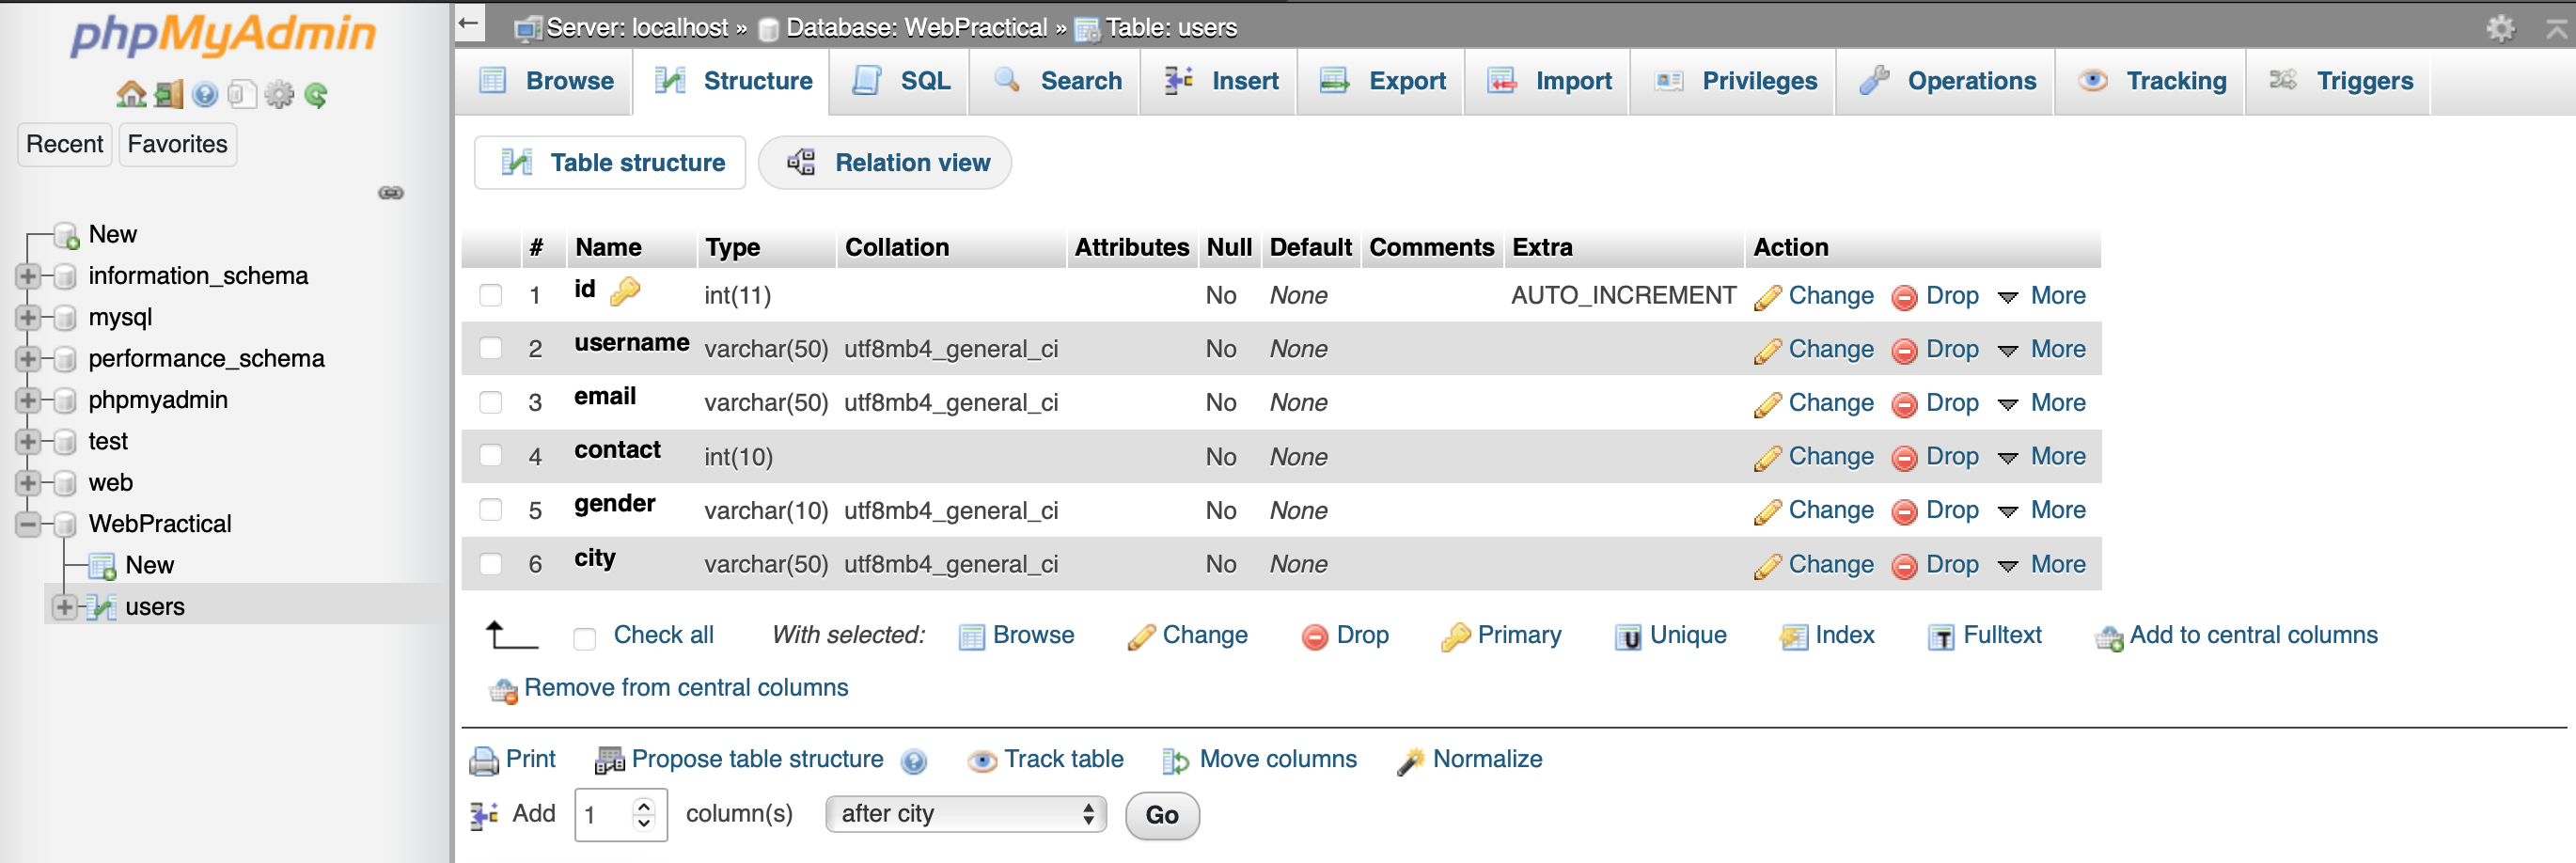 phpMyAdmin
Recent Favorites
New
information_schema
mysql
performance_schema
phpmyadmin
test
web
WebPractical
New
users
Server: localhost » Database: WebPractical » Table: users
Browse Structure SQL Search Insert Export Import Privileges Operations Tracking Triggers
Table structure Relation view
# Name Type Collation Attributes Null Default Comments Extra Action
1 id int(11) No None AUTO_INCREMENT Change Drop More
2 username varchar(50) utf8mb4_general_ci No None Change Drop More
3 email varchar(50) utf8mb4_general_ci No None Change Drop More
4 contact int(10) No None Change Drop More
5 gender varchar(10) utf8mb4_general_ci No None Change Drop More
6 city varchar(50) utf8mb4_general_ci No None Change Drop More
Check all With selected: Browse Change Drop Primary Unique Index Fulltext Add to central columns
Remove from central columns
Print Propose table structure Track table Move columns Normalize
Add 1 column(s) after city Go